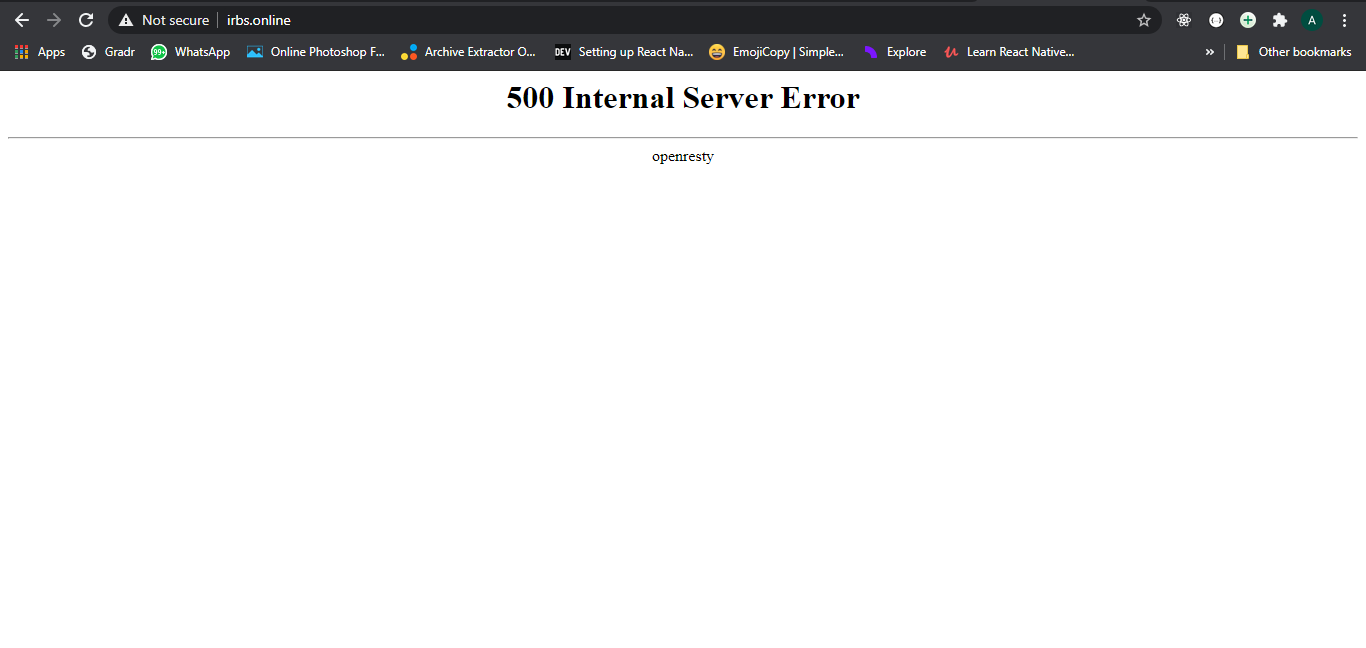 Not secure irbs.online A
Apps Gradr 99+ WhatsApp Online Photoshop F... Archive Extractor O... DEV Setting up React Na... EmojiCopy | Simple... Explore Learn React Native... » Other bookmarks
500 Internal Server Error
openresty